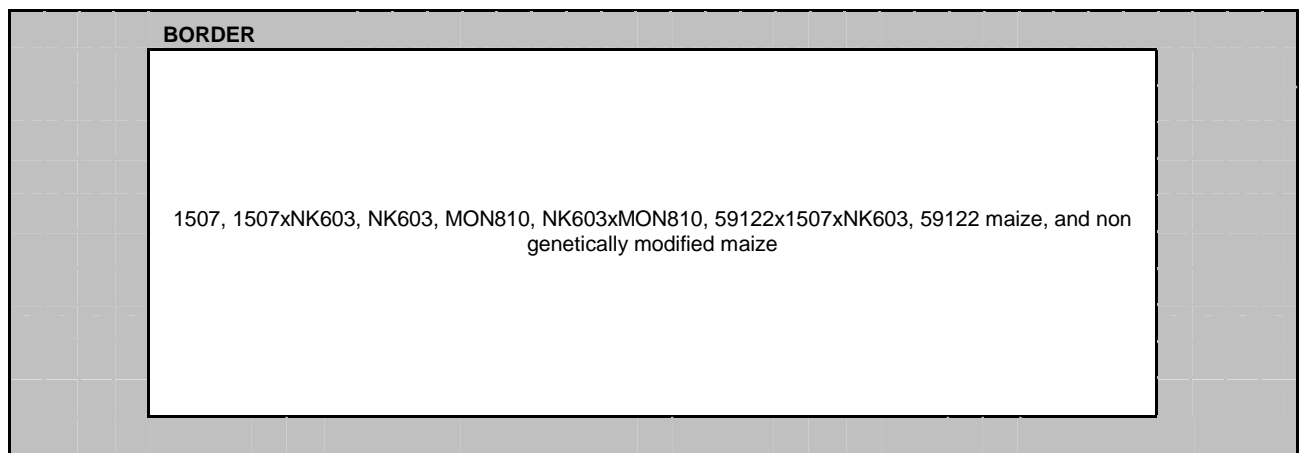 BORDER
1507, 1507xNK603, NK603, MON810, NK603xMON810, 59122x1507xNK603, 59122 maize, and non
genetically modified maize